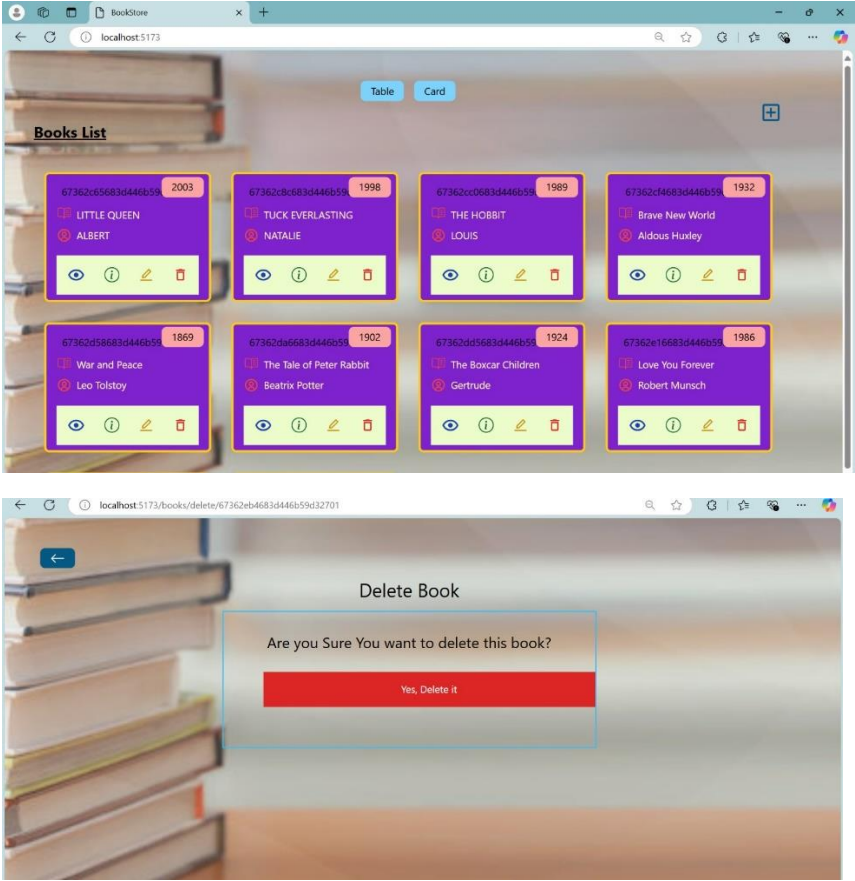 BookStore
localhost:5173
Table Card
Books List
67362c65683d446b59 2003
LITTLE QUEEN
ALBERT
67362c8c683d446b59 1998
TUCK EVERLASTING
NATALIE
67362cc0683d446b59 1989
THE HOBBIT
LOUIS
67362cf4683d446b59 1932
Brave New World
Aldous Huxley
67362d58683d446b59 1869
War and Peace
Leo Tolstoy
67362da6683d446b59 1902
The Tale of Peter Rabbit
Beatrix Potter
67362dd5683d446b59 1924
The Boxcar Children
Gertrude
67362e16683d446b59 1986
Love You Forever
Robert Munsch
localhost:5173/books/delete/67362eb4683d446b59d32701
Delete Book
Are you Sure You want to delete this book?
Yes, Delete it